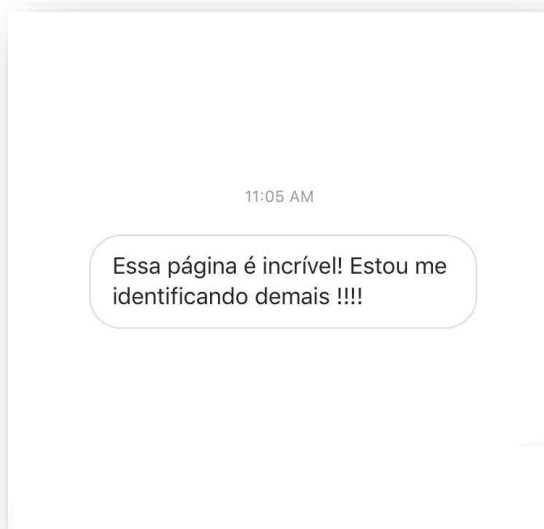 11:05 AM
Essa página é incrível! Estou me
identificando demais !!!!